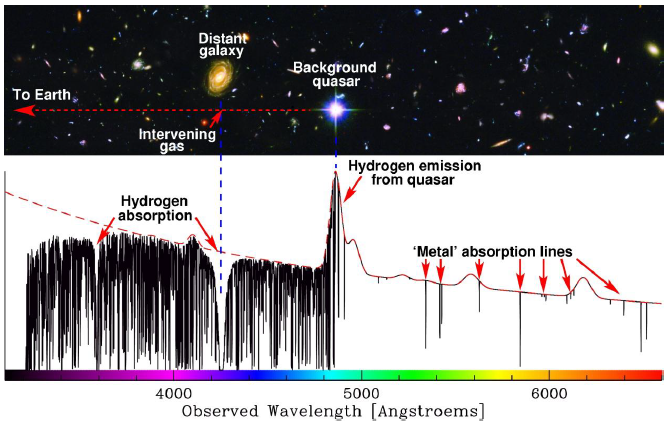 Distant
galaxy
Background
quasar
To Earth
Intervening
gas
Hydrogen emission
from quasar
Hydrogen
absorption
‘Metal’ absorption lines
4000
5000
6000
Observed Wavelength [Angstroems]